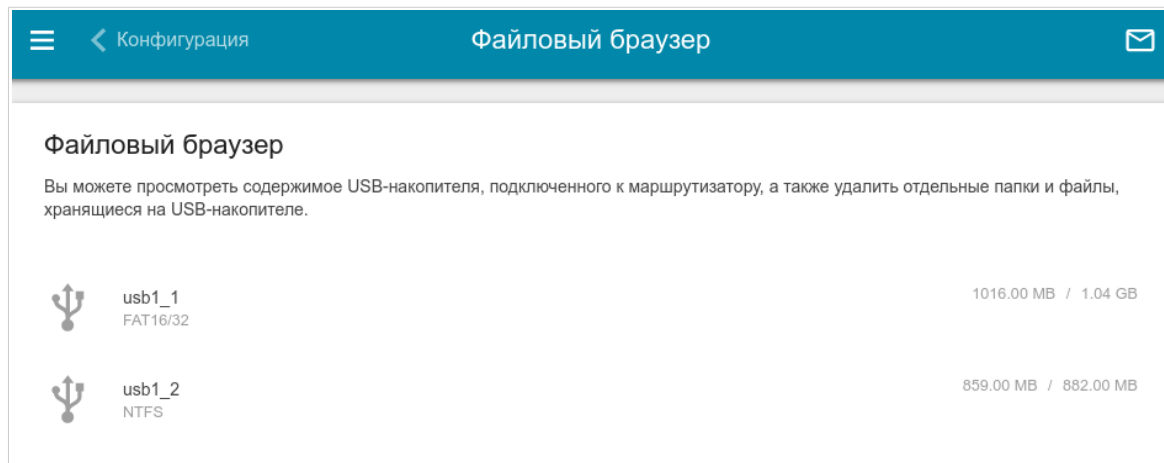 Конфигурация
Файловый браузер
Файловый браузер
Вы можете просмотреть содержимое USB-накопителя, подключенного к маршрутизатору, а также удалить отдельные папки и файлы,
хранящиеся на USB-накопителе.
usb1_1
1016.00 MB / 1.04 GB
FAT16/32
usb1_2
859.00 MB / 882.00 MB
NTFS